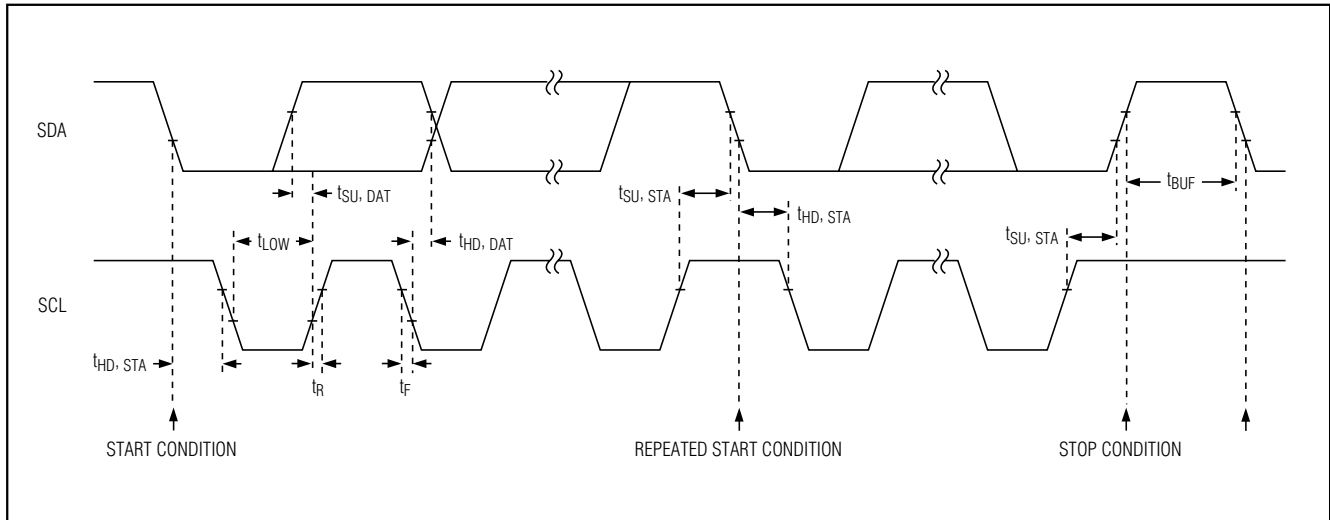 SDA
tSU, DAT
tSU, STA
tBUF
tHD, STA
tLOW
tHD, DAT
tSU, STA
SCL
tHD, STA
tR
tF
START CONDITION
REPEATED START CONDITION
STOP CONDITION